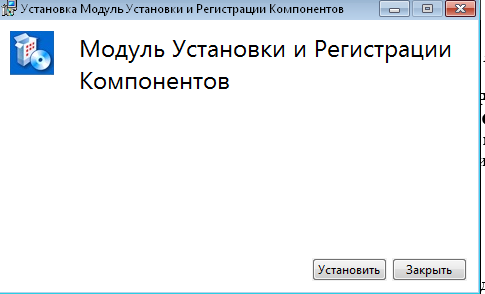 Установка Модуль Установки и Регистрации Компонентов
Модуль Установки и Регистрации
Компонентов
Установить Закрыть